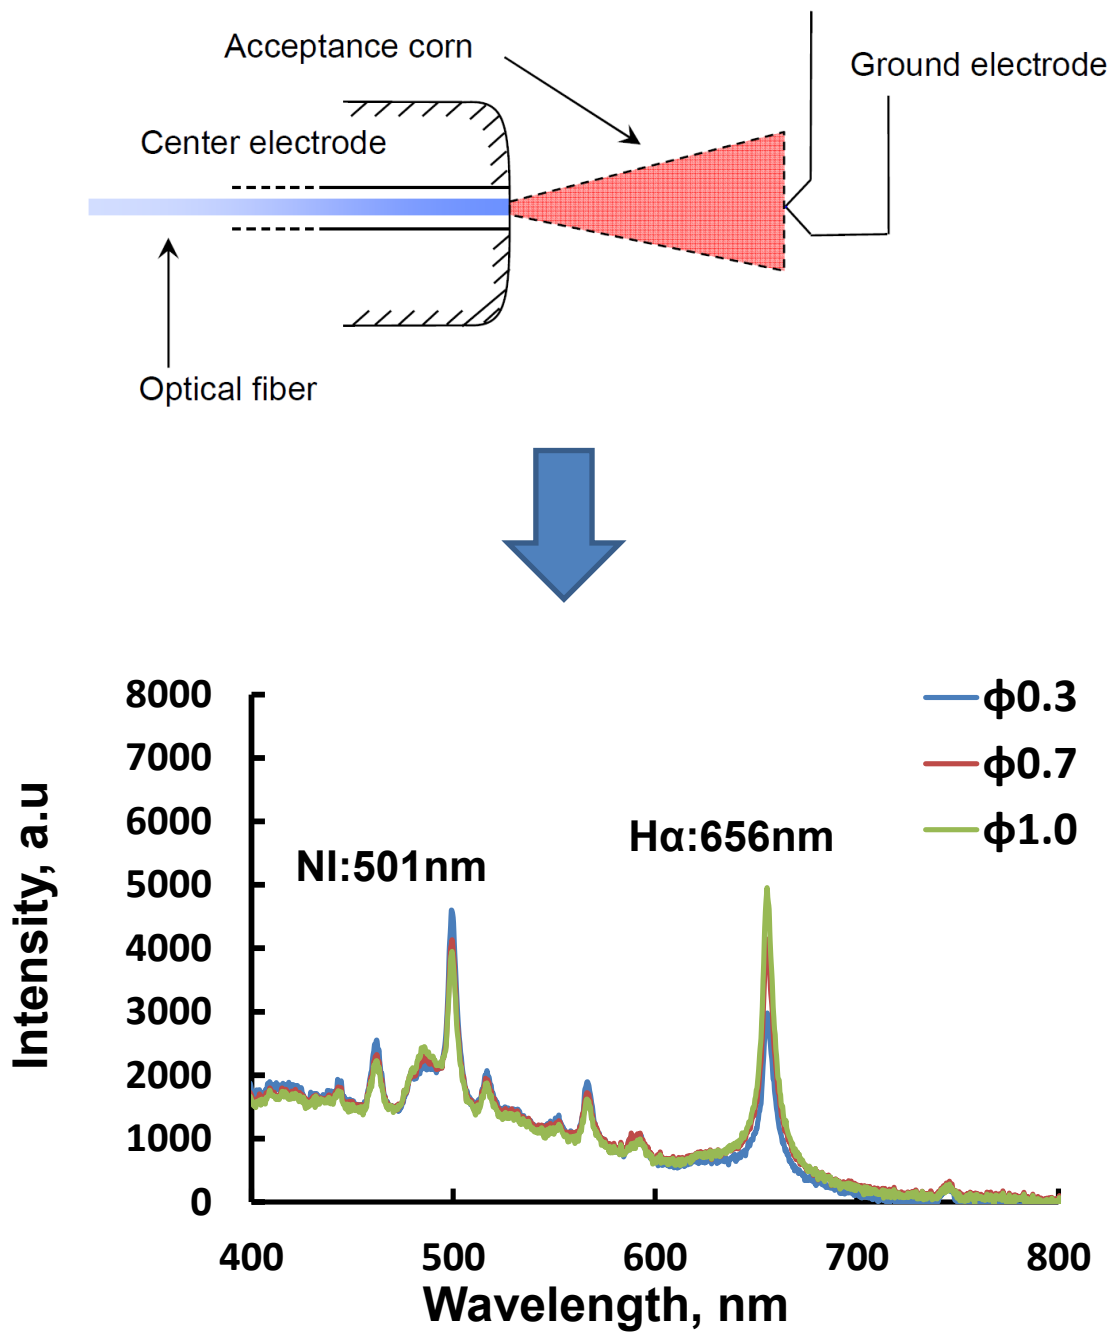 Acceptance corn
Ground electrode
Center electrode
Optical fiber
8000
7000
6000
5000
4000
3000
2000
1000
0
400
500
600
700
800
Intensity, a.u
Wavelength, nm
NI:501nm
Hα:656nm
ϕ0.3
ϕ0.7
ϕ1.0